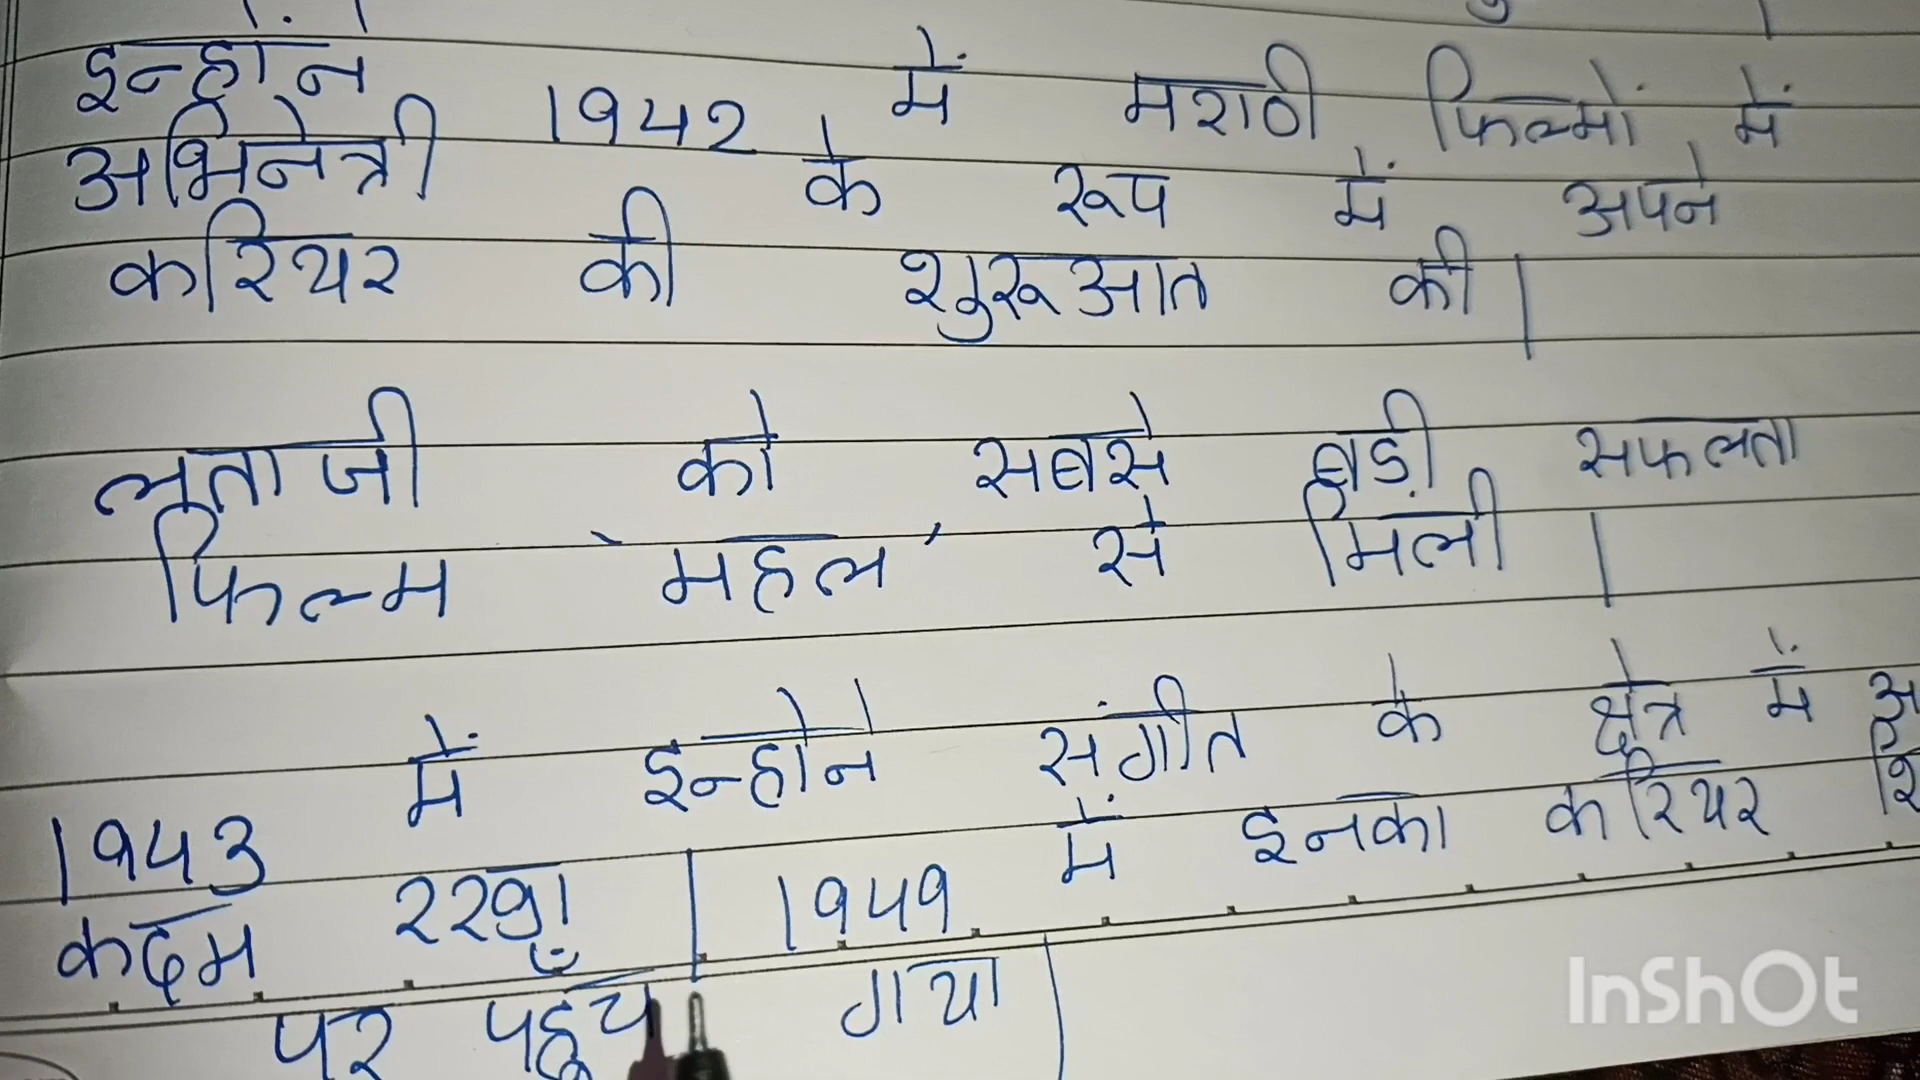 इन्होंने 1942 में मराठी फिल्मों में
अभिनेत्री के रूप में अपने
करियर की शुरूआत की।
लता जी को सबसे बड़ी सफलता
फिल्म 'महल' से मिली।
1943 में इन्होने संगीत के क्षेत्र में
कदम रखा। 1949 में इनका करियर
पर पहुँच गया।
InShOt